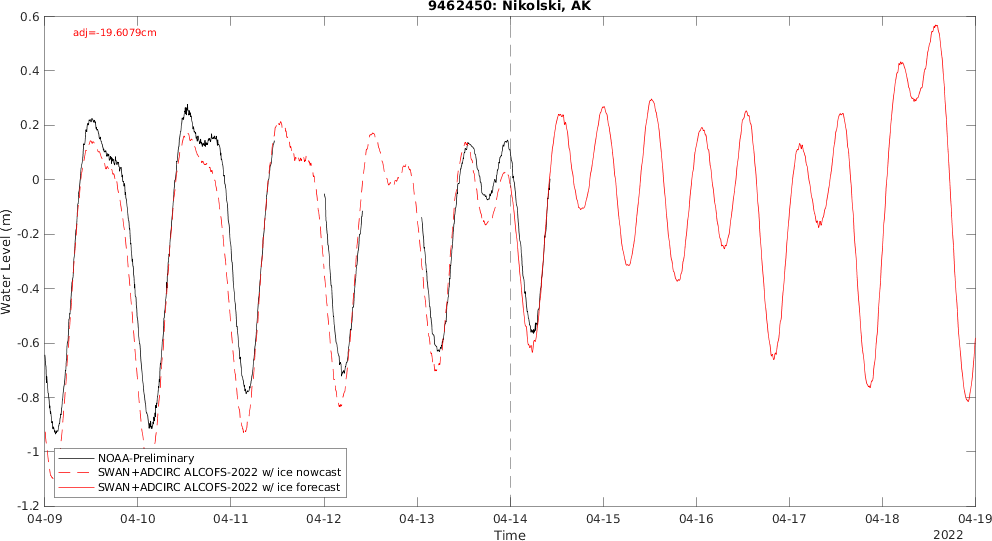 9462450: Nikolski, AK
adj=-19.6079cm
0.6
0.4
0.2
0
-0.2
-0.4
-0.6
-0.8
-1
-1.2
Water Level (m)
NOAA-Preliminary
SWAN+ADCIRC ALCOFS-2022 w/ ice nowcast
SWAN+ADCIRC ALCOFS-2022 w/ ice forecast
04-09 04-10 04-11 04-12 04-13 04-14 04-15 04-16 04-17 04-18 04-19
Time
2022